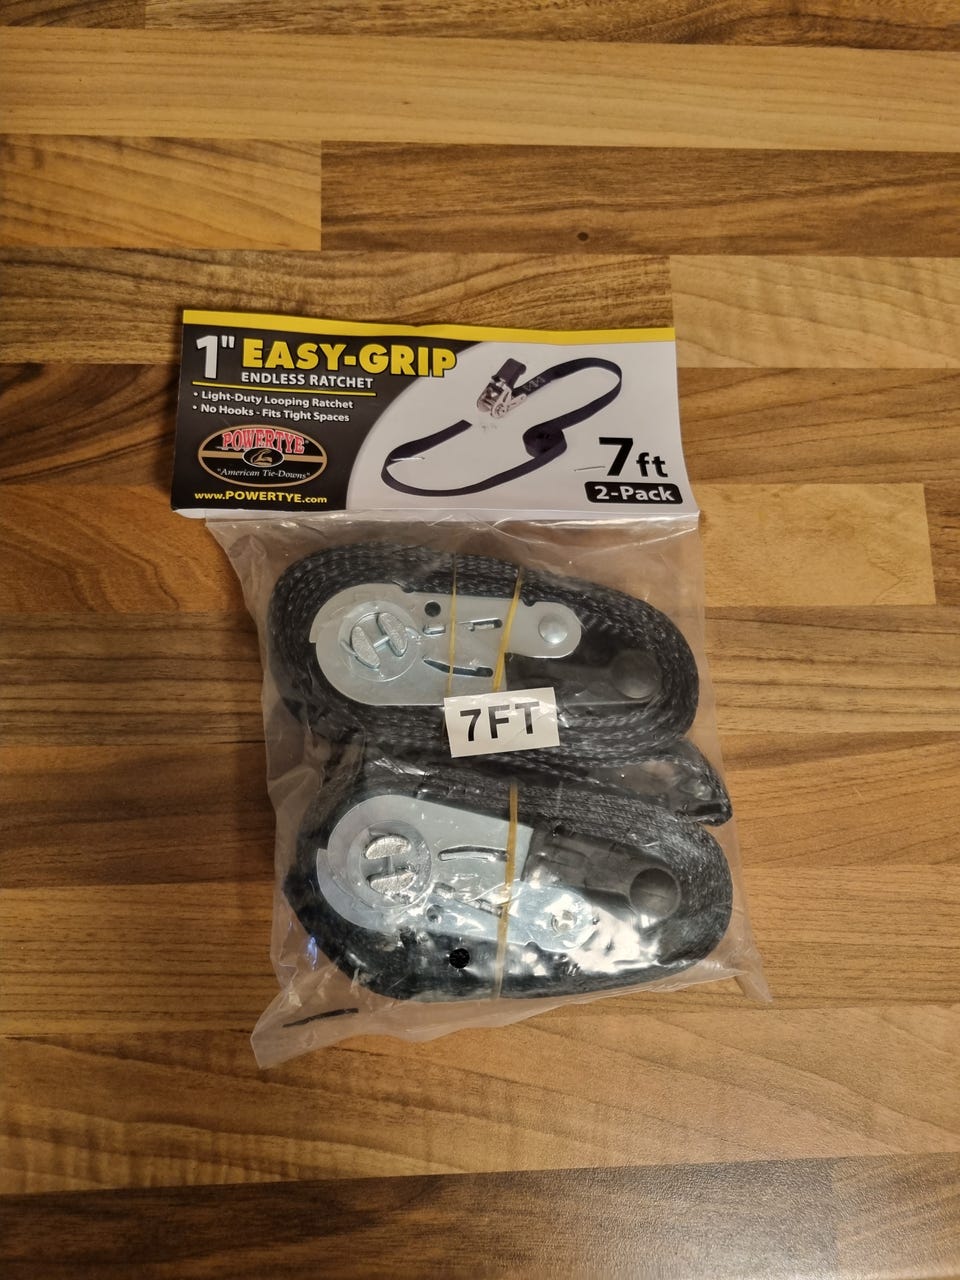 1" EASY-GRIP
ENDLESS RATCHET
• Light-Duty Looping Ratchet
• No Hooks - Fits Tight Spaces
POWERTYE
"American Tie-Downs"
www.POWERTYE.com
7ft
2-Pack
7FT